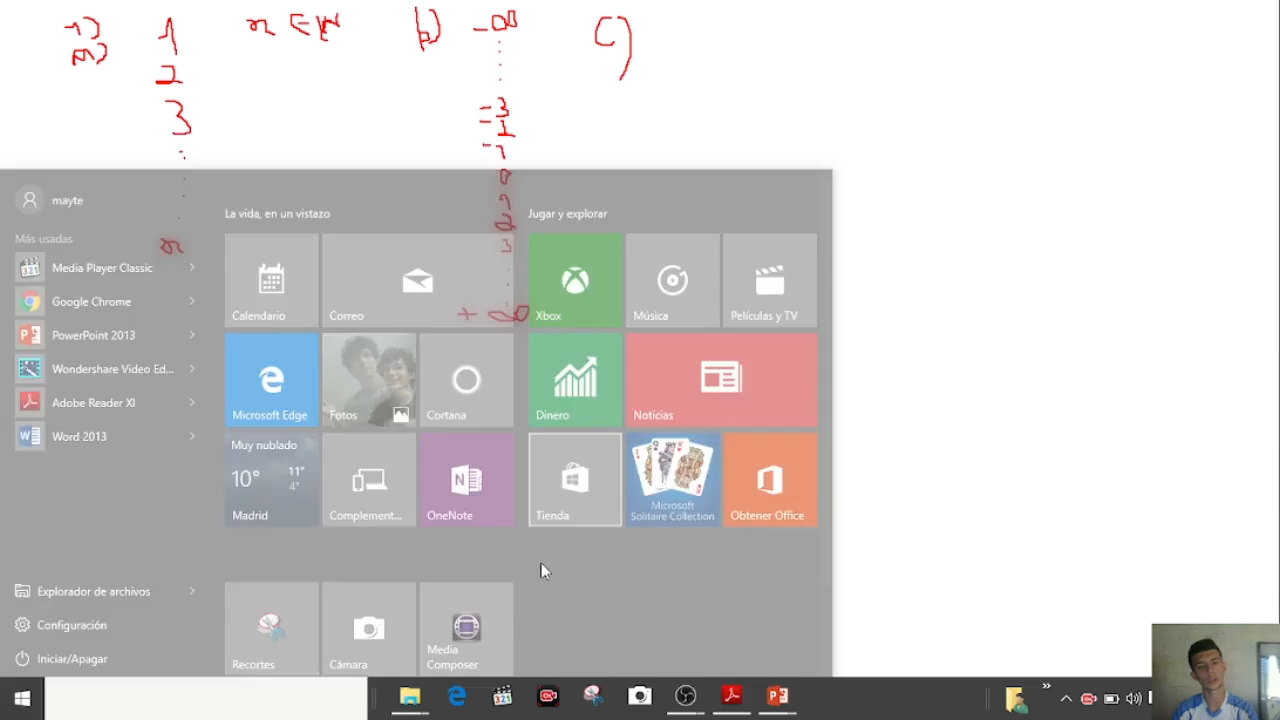 1) 1 n ∈ N b) -∞ c)
a)
2
3
-3
-2
-1
0
1
2
3
n
+ ∞
mayte
Más usadas
Media Player Classic
Google Chrome
PowerPoint 2013
Wondershare Video Ed...
Adobe Reader XI
Word 2013
Explorador de archivos
Configuración
Iniciar/Apagar
La vida, en un vistazo
Calendario
Correo
Microsoft Edge
Fotos
Cortana
Muy nublado
10° 11°
4°
Madrid
Complement...
OneNote
Recortes
Cámara
Media
Composer
Jugar y explorar
Xbox
Música
Películas y TV
Dinero
Noticias
Tienda
Microsoft
Solitaire Collection
Obtener Office